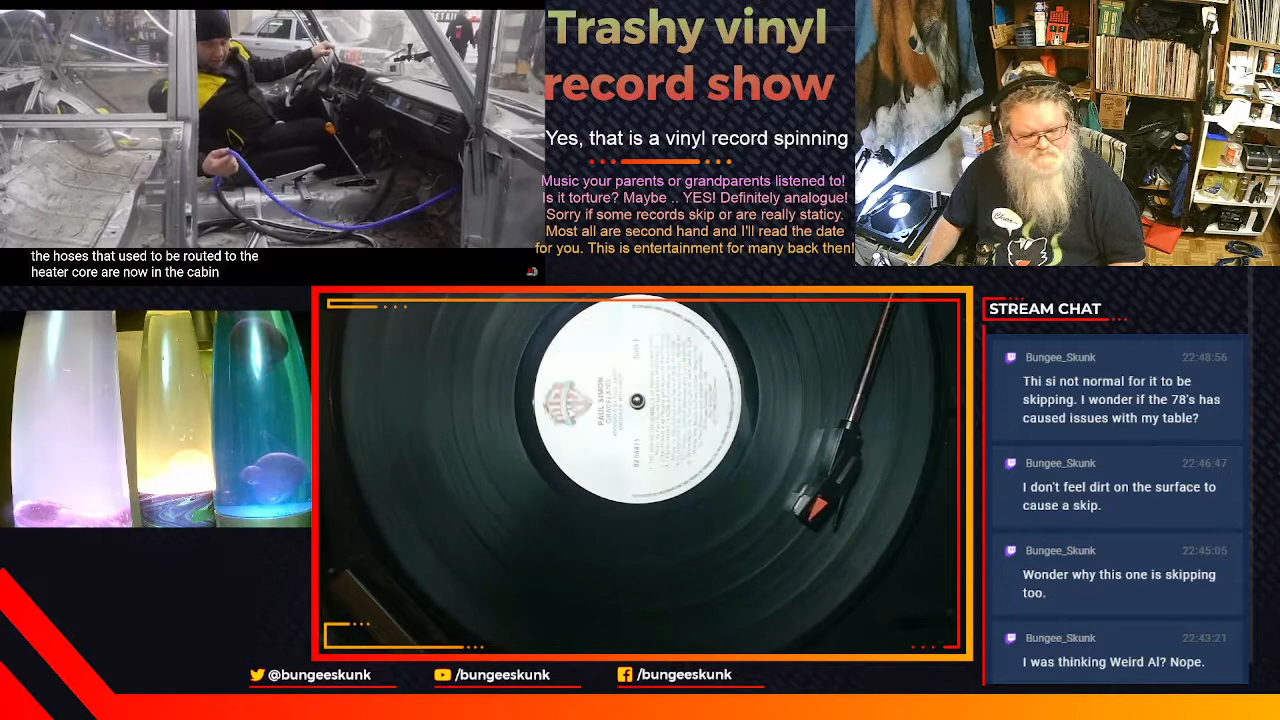 the hoses that used to be routed to the
heater core are now in the cabin
Trashy vinyl
record show
Yes, that is a vinyl record spinning
Music your parents or grandparents listened to!
Is it torture? Maybe .. YES! Definitely analogue!
Sorry if some records skip or are really staticy.
Most all are second hand and I'll read the date
for you. This is entertainment for many back then!
PAUL SIMON
GRACELAND
STREAM CHAT
Bungee_Skunk 22:48:56
Thi si not normal for it to be
skipping. I wonder if the 78's has
caused issues with my table?
Bungee_Skunk 22:46:47
I don't feel dirt on the surface to
cause a skip.
Bungee_Skunk 22:45:05
Wonder why this one is skipping
too.
Bungee_Skunk 22:43:21
I was thinking Weird Al? Nope.
@bungeeskunk
/bungeeskunk
/bungeeskunk